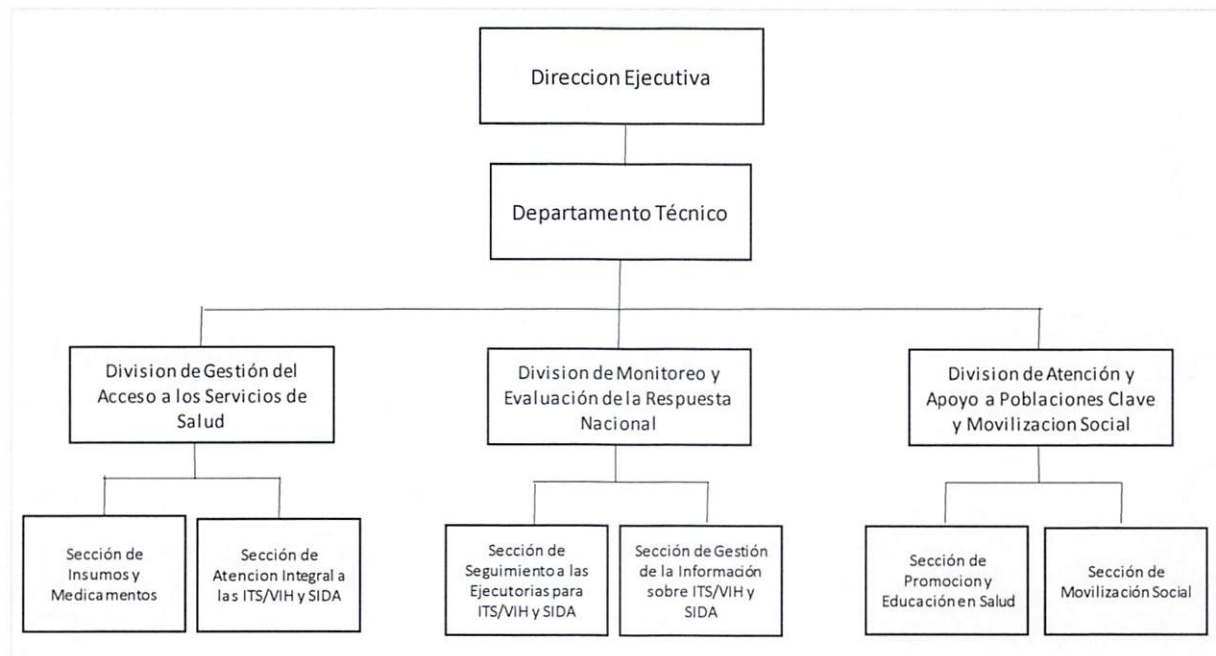 Direccion Ejecutiva
Departamento Técnico
Division de Gestión del
Acceso a los Servicios de
Salud
Division de Monitoreo y
Evaluación de la Respuesta
Nacional
Division de Atención y
Apoyo a Poblaciones Clave
y Movilizacion Social
Sección de
Insumos y
Medicamentos
Sección de
Atencion Integral a
las ITS/VIH y SIDA
Sección de
Seguimiento a las
Ejecutorias para
ITS/VIH y SIDA
Sección de Gestión
de la Información
sobre ITS/VIH y
SIDA
Sección de
Promocion y
Educación en Salud
Sección de
Movilización Social